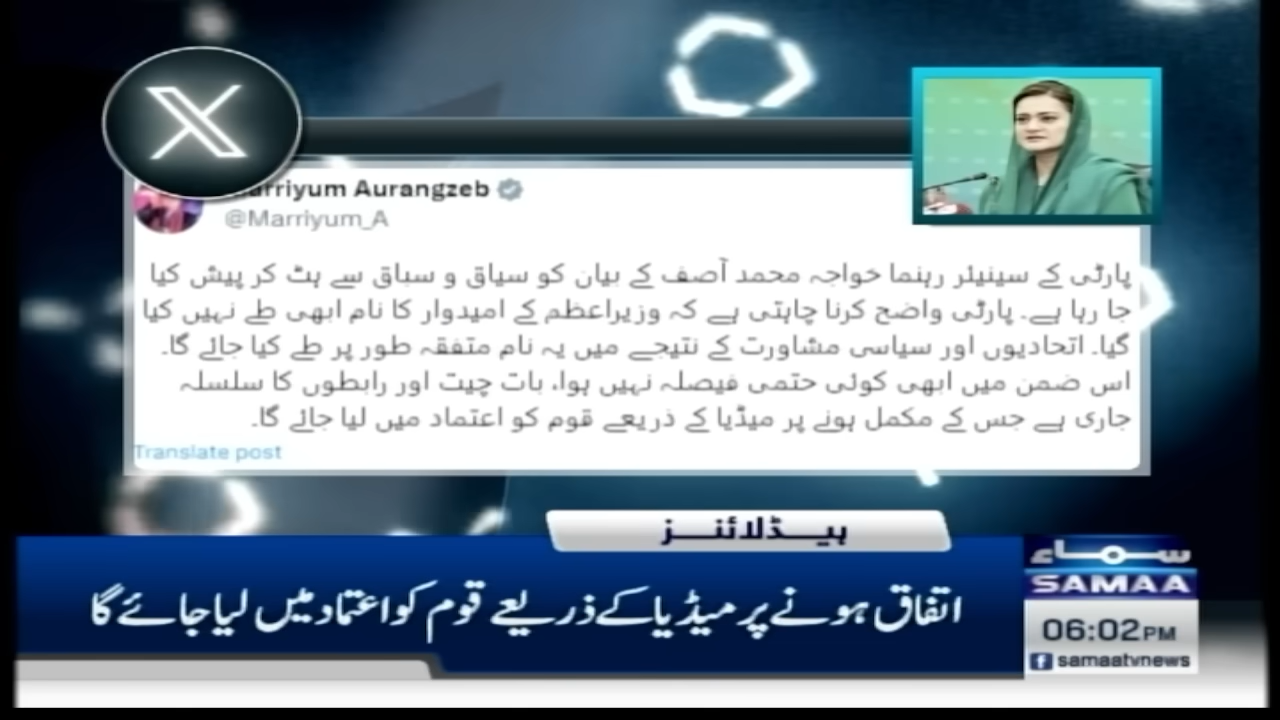 X
Marriyum Aurangzeb
@Marriyum_A
پارٹی کے سینیئر رہنما خواجہ محمد آصف کے بیان کو سیاق و سباق سے ہٹ کر پیش کیا
جا رہا ہے۔ پارٹی واضح کرنا چاہتی ہے کہ وزیراعظم کے امیدوار کا نام ابھی طے نہیں کیا
گیا۔ اتحادیوں اور سیاسی مشاورت کے نتیجے میں یہ نام متفقہ طور پر طے کیا جائے گا۔
اس ضمن میں ابھی کوئی حتمی فیصلہ نہیں ہوا، بات چیت اور رابطوں کا سلسلہ
جاری ہے جس کے مکمل ہونے پر میڈیا کے ذریعے قوم کو اعتماد میں لیا جائے گا۔
Translate post
ہیڈلائنز
اتفاق ہونے پر میڈیا کے ذریعے قوم کو اعتماد میں لیا جائے گا
سماء
SAMAA
06:02 PM
samaatvnews